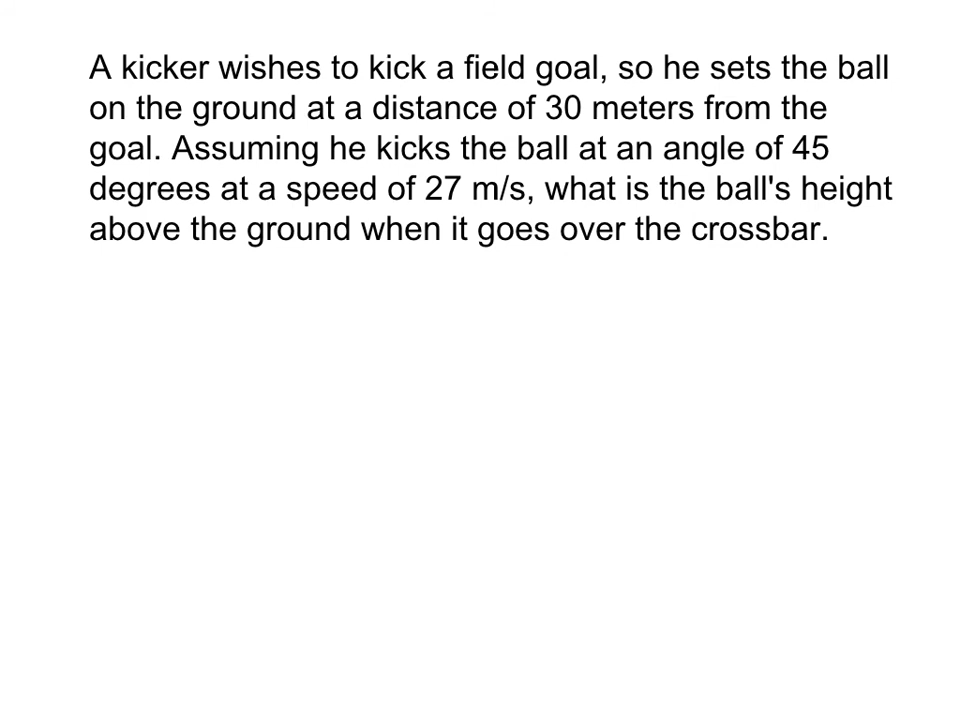 A kicker wishes to kick a field goal, so he sets the ball
on the ground at a distance of 30 meters from the
goal. Assuming he kicks the ball at an angle of 45
degrees at a speed of 27 m/s, what is the ball's height
above the ground when it goes over the crossbar.